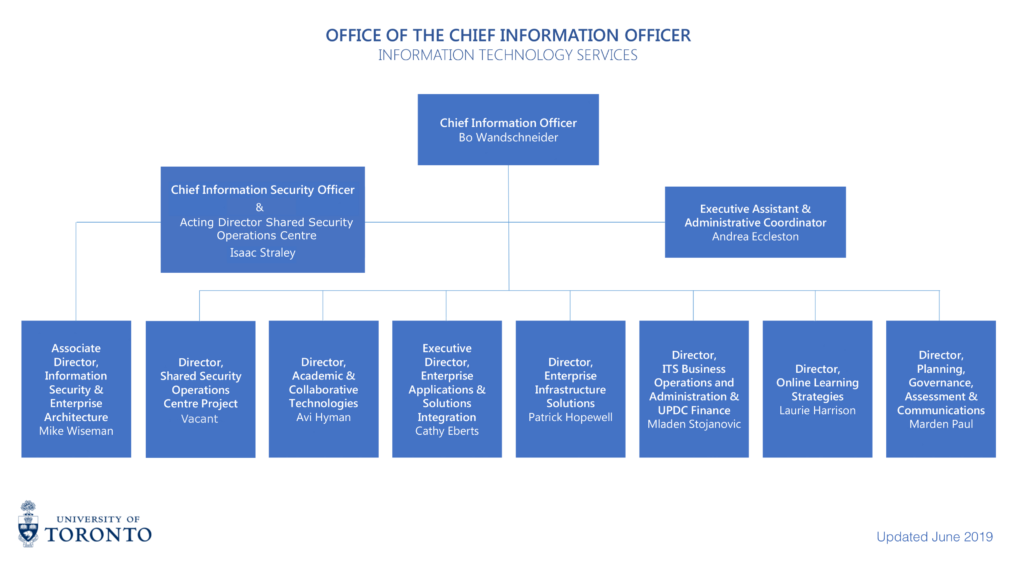 OFFICE OF THE CHIEF INFORMATION OFFICER
INFORMATION TECHNOLOGY SERVICES
Chief Information Officer
Bo Wandschneider
Chief Information Security Officer
&
Acting Director Shared Security
Operations Centre
Isaac Straley
Executive Assistant &
Administrative Coordinator
Andrea Eccleston
Associate
Director,
Information
Security &
Enterprise
Architecture
Mike Wiseman
Director,
Shared Security
Operations
Centre Project
Vacant
Director,
Academic &
Collaborative
Technologies
Avi Hyman
Executive
Director,
Enterprise
Applications &
Solutions
Integration
Cathy Eberts
Director,
Enterprise
Infrastructure
Solutions
Patrick Hopewell
Director,
ITS Business
Operations and
Administration &
UPDC Finance
Mladen Stojanovic
Director,
Online Learning
Strategies
Laurie Harrison
Director,
Planning,
Governance,
Assessment &
Communications
Marden Paul
UNIVERSITY OF
TORONTO
Updated June 2019